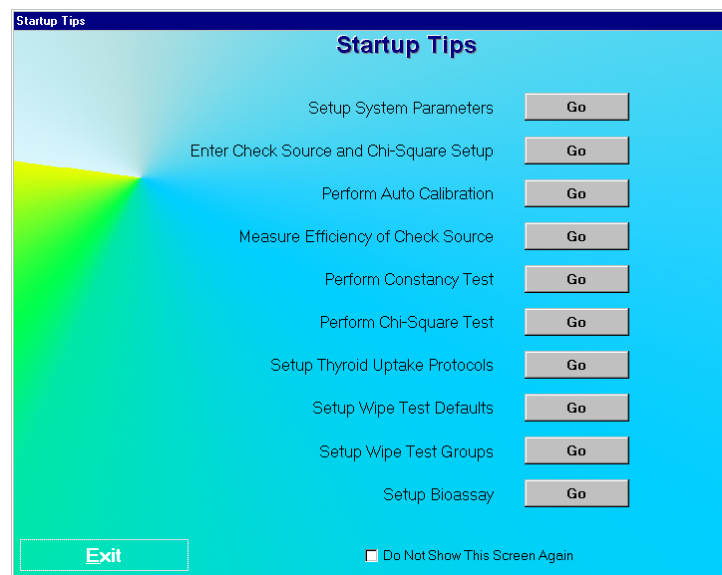 Startup Tips
Startup Tips
Setup System Parameters Go
Enter Check Source and Chi-Square Setup Go
Perform Auto Calibration Go
Measure Efficiency of Check Source Go
Perform Constancy Test Go
Perform Chi-Square Test Go
Setup Thyroid Uptake Protocols Go
Setup Wipe Test Defaults Go
Setup Wipe Test Groups Go
Setup Bioassay Go
Exit Do Not Show This Screen Again